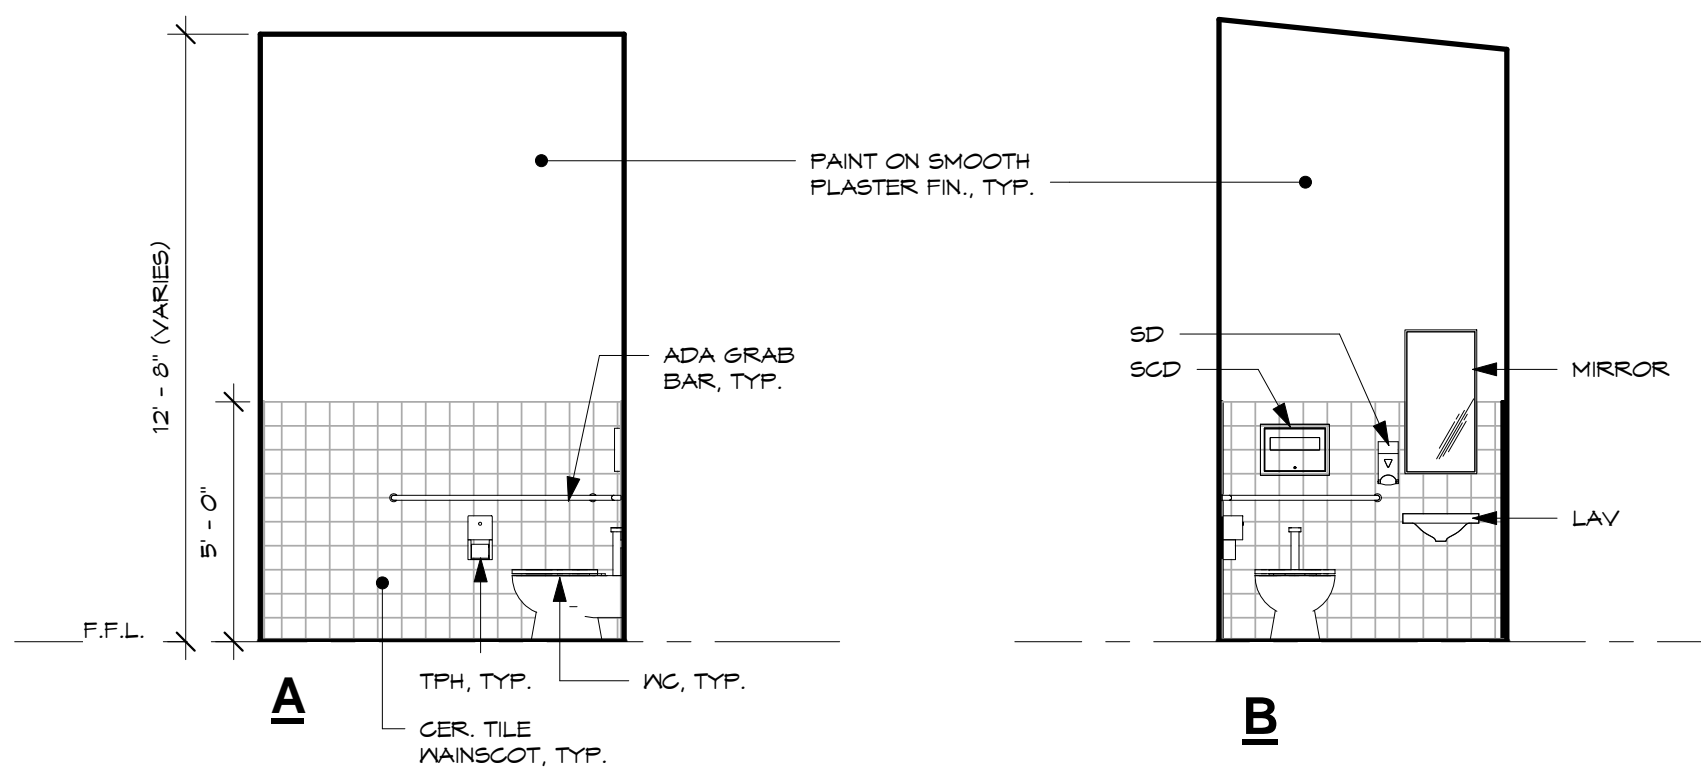 12' - 8" (VARIES)
5' - 0"
F.F.L.
PAINT ON SMOOTH
PLASTER FIN., TYP.
ADA GRAB
BAR, TYP.
TPH, TYP.
WC, TYP.
CER. TILE
WAINSCOT, TYP.
A
SD
SCD
MIRROR
LAV
B